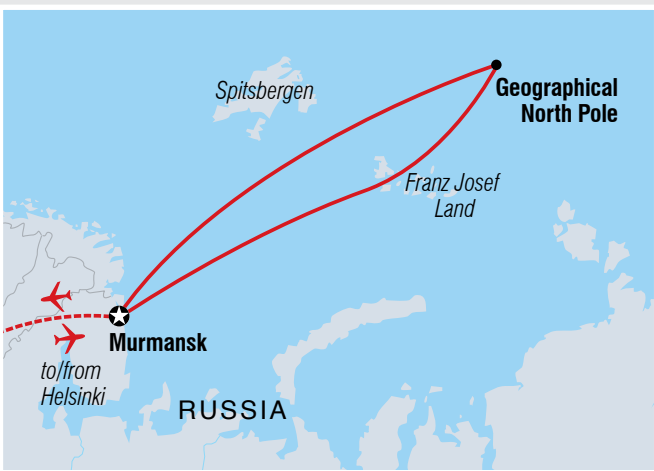 Spitsbergen
Geographical
North Pole
Franz Josef
Land
Murmansk
to/from
Helsinki
RUSSIA